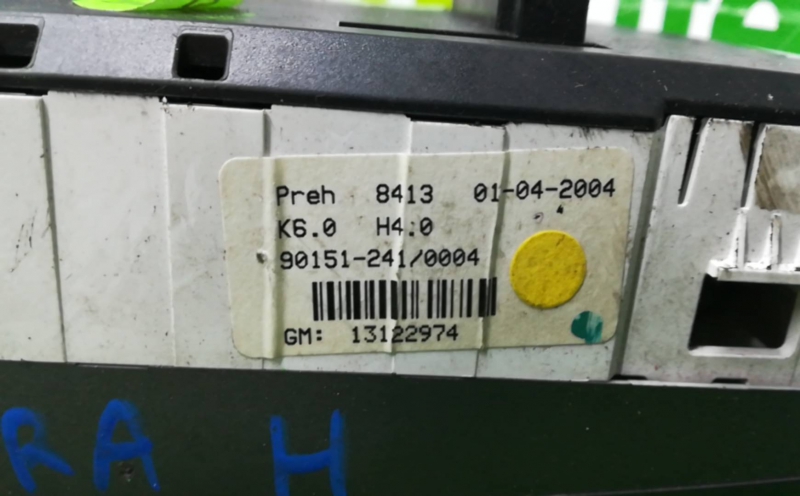 Preh 8413 01-04-2004
K6.0 H4.0
90151-241/0004
GM: 13122974
RA H